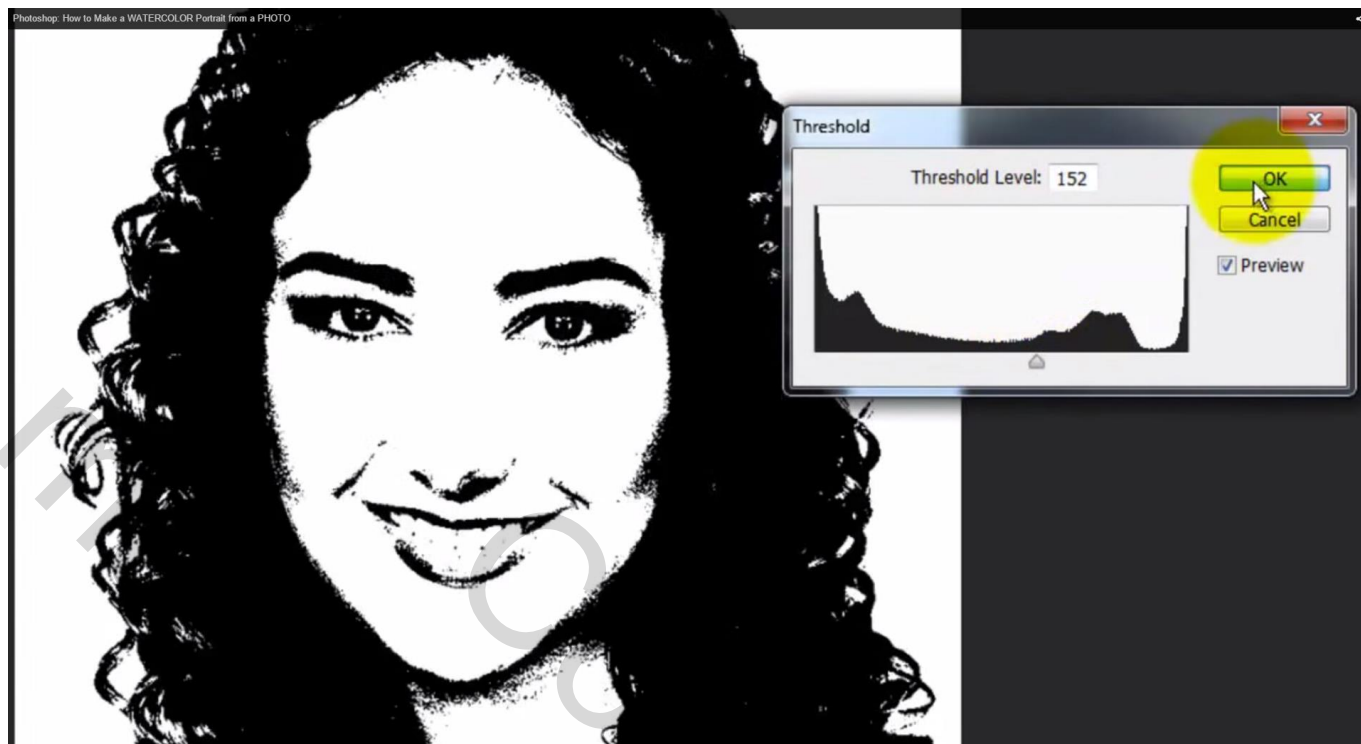 Photoshop: How to Make a WATERCOLOR Portrait from a PHOTO
Threshold
Threshold Level: 152
OK
Cancel
Preview